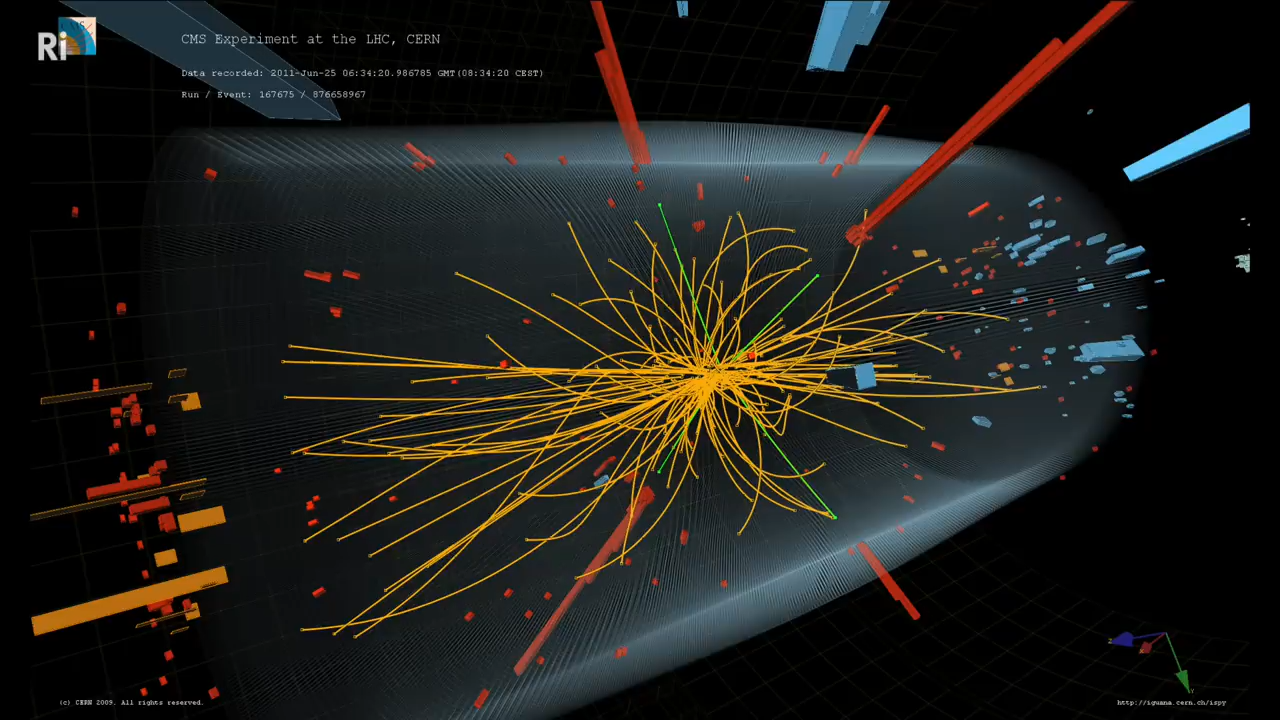 Ri
CMS
CMS Experiment at the LHC, CERN
Data recorded: 2011-Jun-25 06:34:20.986785 GMT(08:34:20 CEST)
Run / Event: 167675 / 876658967
Z
X
Y
(c) CERN 2009. All rights reserved.
http://iguana.cern.ch/ispy